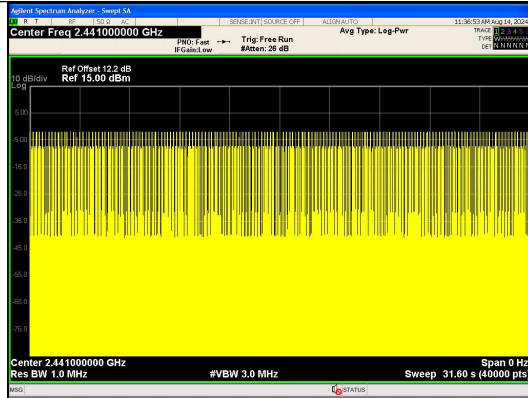 Agilent Spectrum Analyzer - Swept SA
R T RF 50 Ω AC SENSE:INT SOURCE OFF ALIGN AUTO 11:36:53 AM Aug 14, 2024
Center Freq 2.441000000 GHz
PNO: Fast
IFGain:Low
Trig: Free Run
#Atten: 26 dB
Avg Type: Log-Pwr
TRACE 1 2 3 4 5
TYPE
DET N N N N N
Ref Offset 12.2 dB
10 dB/div Ref 15.00 dBm
Log
5.00
-5.00
-15.0
-25.0
-35.0
-45.0
-55.0
-65.0
-75.0
Center 2.441000000 GHz Span 0 Hz
Res BW 1.0 MHz #VBW 3.0 MHz Sweep 31.60 s (40000 pts)
MSG STATUS